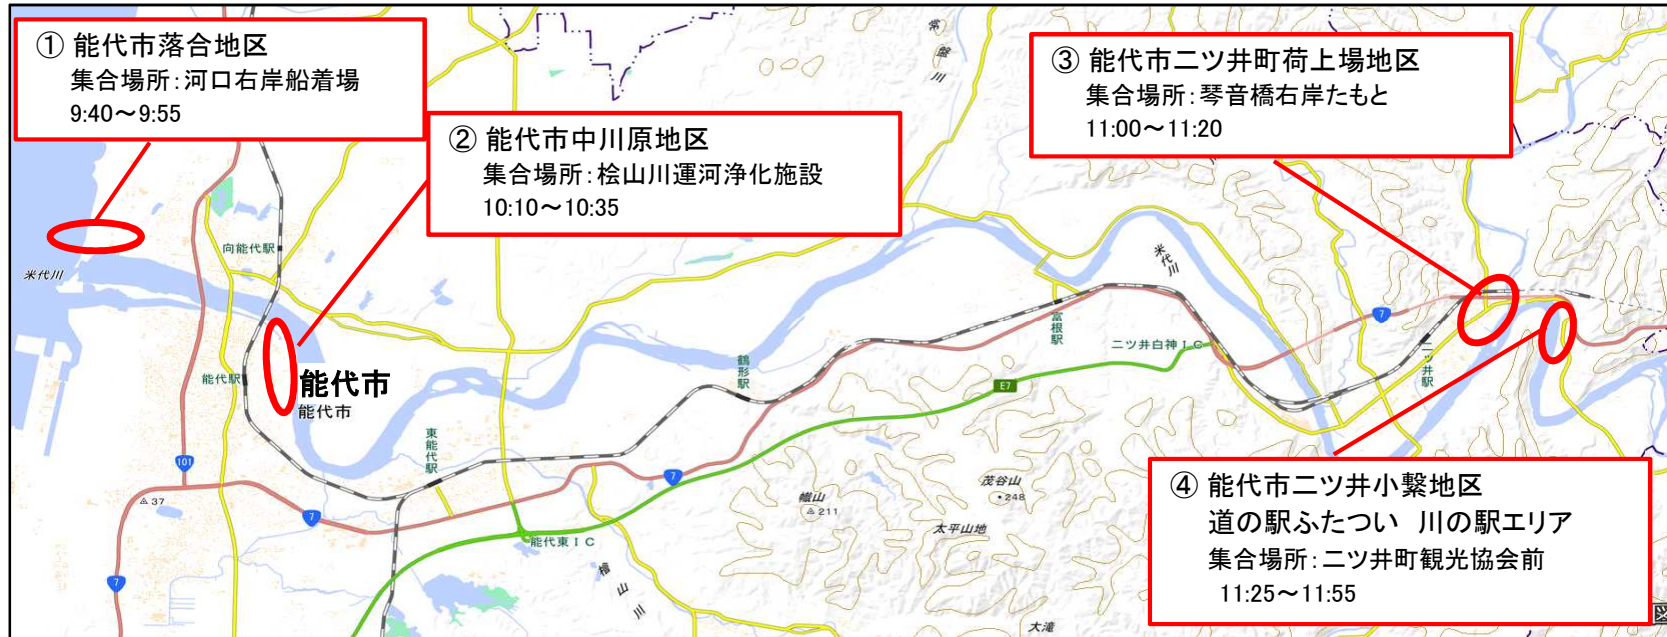 ① 能代市落合地区
集合場所：河口右岸船着場
9:40～9:55
② 能代市中川原地区
集合場所：桧山川運河浄化施設
10:10～10:35
③ 能代市二ツ井町荷上場地区
集合場所：琴音橋右岸たもと
11:00～11:20
④ 能代市二ツ井小繋地区
道の駅ふたつい 川の駅エリア
集合場所：二ツ井町観光協会前
11:25～11:55
常盤川
向能代駅
米代川
米代川
能代駅
能代市
能代市
東能代駅
鶴形駅
富根駅
二ツ井白神ＩＣ
二ツ井駅
E7
7
7
7
7
101
37
能代東ＩＣ
檜山川
211
茂谷山
248
太平山地
大滝